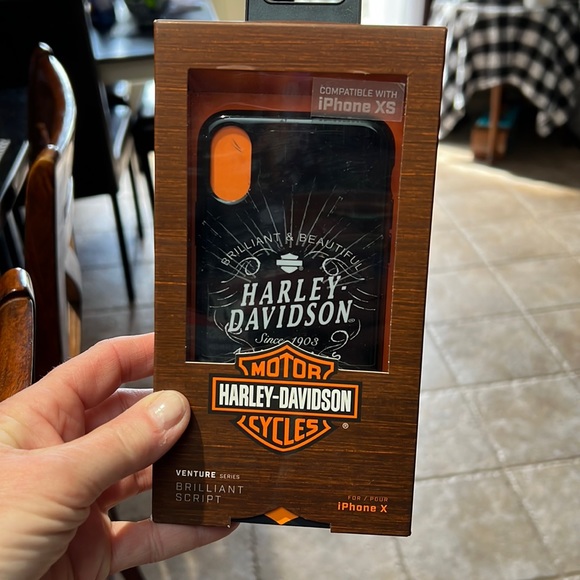 COMPATIBLE WITH
iPhone XS
BRILLIANT & BEAUTIFUL
HARLEY-
DAVIDSON
Since 1903
MOTOR
HARLEY-DAVIDSON
CYCLES
®
VENTURE SERIES
BRILLIANT
SCRIPT
FOR / POUR
iPhone X